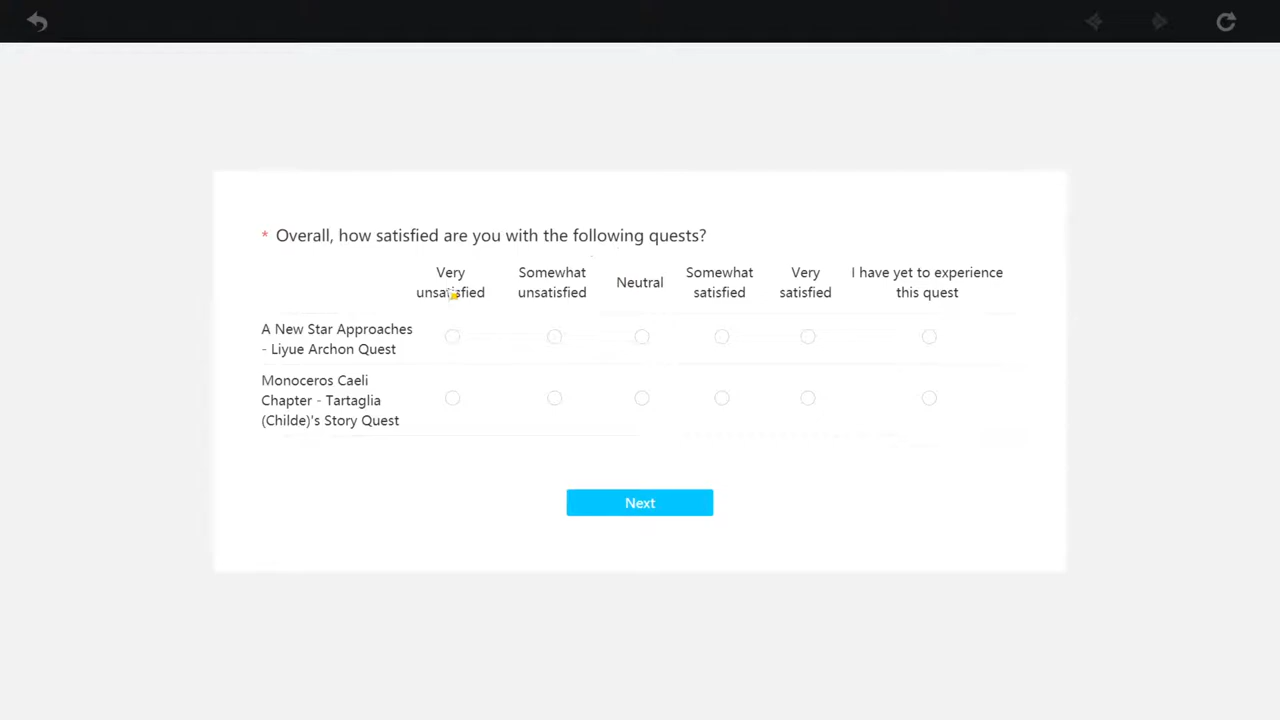 * Overall, how satisfied are you with the following quests?
Very unsatisfied
Somewhat unsatisfied
Neutral
Somewhat satisfied
Very satisfied
I have yet to experience this quest
A New Star Approaches
- Liyue Archon Quest
Monoceros Caeli
Chapter - Tartaglia
(Childe)'s Story Quest
Next